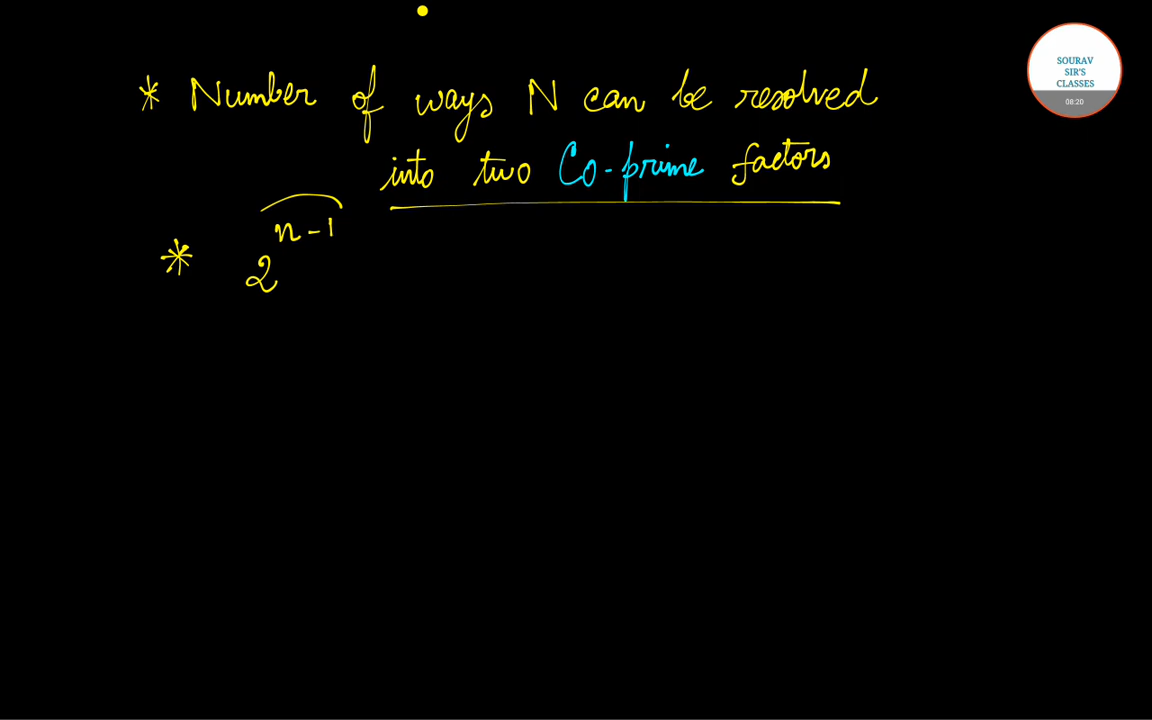 * Number of ways N can be resolved
into two Co-prime factors
* 2^{n-1}
SOURAV
SIR'S
CLASSES
08:20